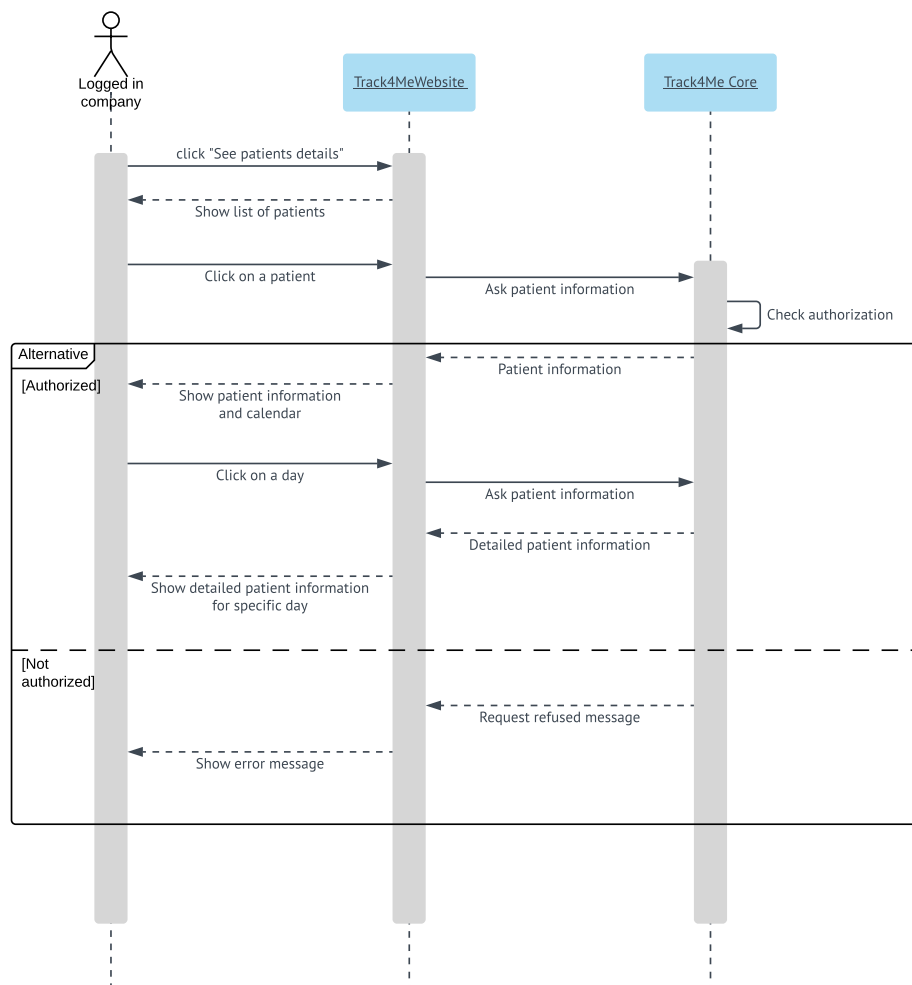 Logged in
company
Track4MeWebsite
Track4Me Core
click "See patients details"
Show list of patients
Click on a patient
Ask patient information
Check authorization
Alternative
Patient information
[Authorized]
Show patient information
and calendar
Click on a day
Ask patient information
Detailed patient information
Show detailed patient information
for specific day
[Not
authorized]
Request refused message
Show error message